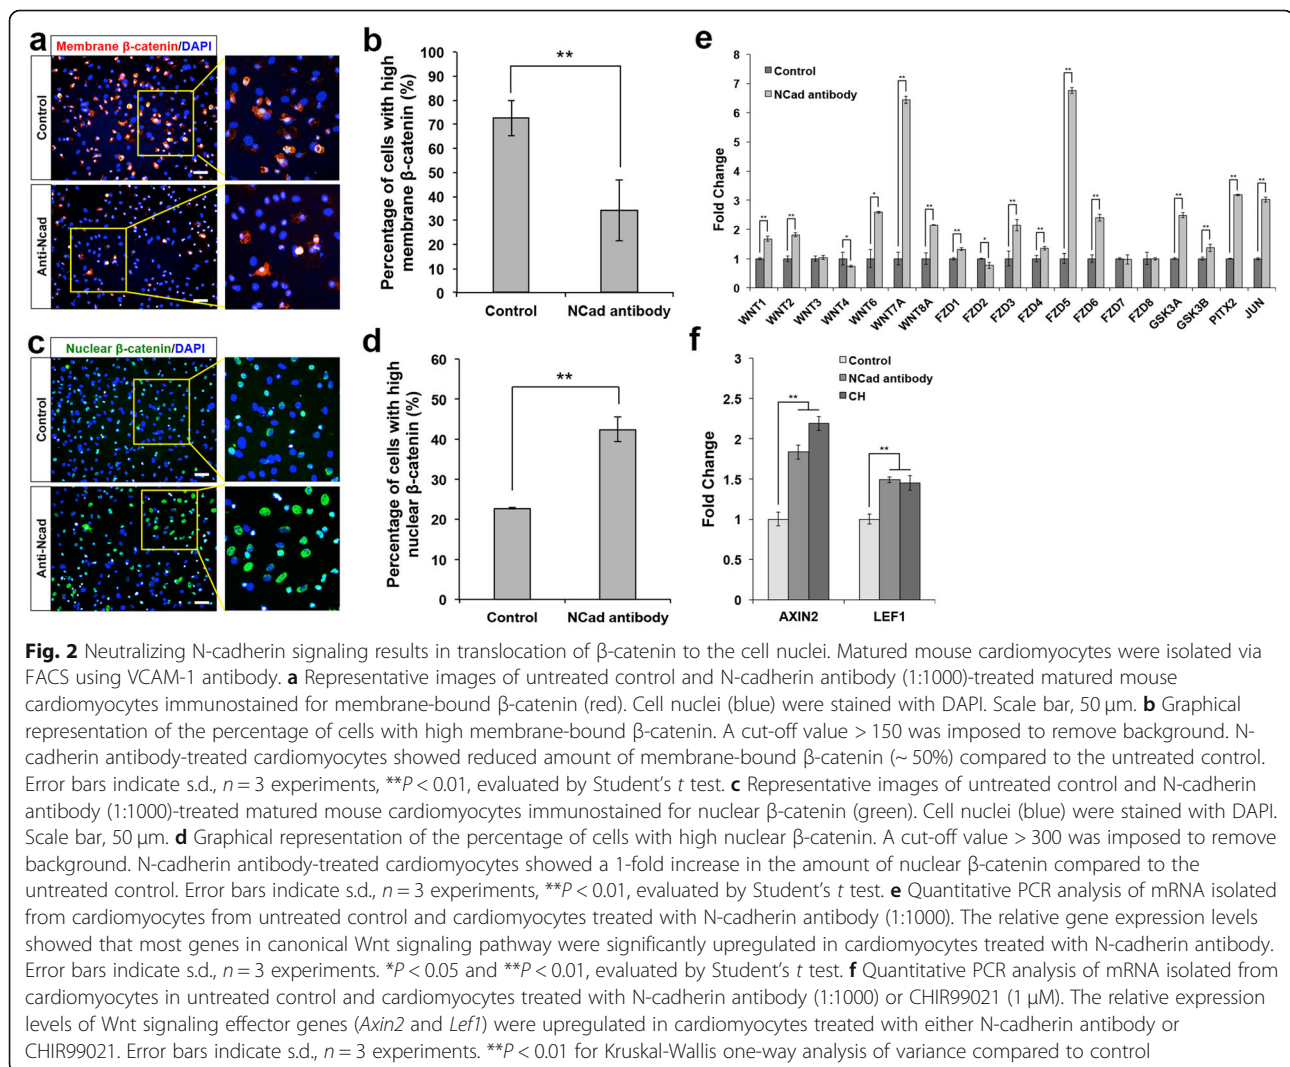 a
Membrane β-catenin/DAPI
Control
Anti-Ncad
b
Percentage of cells with high
membrane β-catenin (%)
100
90
80
70
60
50
40
30
20
10
0
**
Control
NCad antibody
c
Nuclear β-catenin/DAPI
Control
Anti-Ncad
d
Percentage of cells with high
nuclear β-catenin (%)
60
50
40
30
20
10
0
**
Control
NCad antibody
e
Fold Change
8
7
6
5
4
3
2
1
0
Control
NCad antibody
** ** * * ** ** ** * ** ** ** ** ** ** ** **
WNT1
WNT2
WNT3
WNT4
WNT6
WNT7A
WNT8A
FZD1
FZD2
FZD3
FZD4
FZD5
FZD6
FZD7
FZD8
GSK3A
GSK3B
PITX2
JUN
f
Fold Change
3
2.5
2
1.5
1
0.5
0
Control
NCad antibody
CH
**
**
AXIN2
LEF1
Fig. 2 Neutralizing N-cadherin signaling results in translocation of β-catenin to the cell nuclei. Matured mouse cardiomyocytes were isolated via
FACS using VCAM-1 antibody. a Representative images of untreated control and N-cadherin antibody (1:1000)-treated matured mouse
cardiomyocytes immunostained for membrane-bound β-catenin (red). Cell nuclei (blue) were stained with DAPI. Scale bar, 50 μm. b Graphical
representation of the percentage of cells with high membrane-bound β-catenin. A cut-off value > 150 was imposed to remove background. N-
cadherin antibody-treated cardiomyocytes showed reduced amount of membrane-bound β-catenin (~ 50%) compared to the untreated control.
Error bars indicate s.d., n = 3 experiments, **P < 0.01, evaluated by Student's t test. c Representative images of untreated control and N-cadherin
antibody (1:1000)-treated matured mouse cardiomyocytes immunostained for nuclear β-catenin (green). Cell nuclei (blue) were stained with DAPI.
Scale bar, 50 μm. d Graphical representation of the percentage of cells with high nuclear β-catenin. A cut-off value > 300 was imposed to remove
background. N-cadherin antibody-treated cardiomyocytes showed a 1-fold increase in the amount of nuclear β-catenin compared to the
untreated control. Error bars indicate s.d., n = 3 experiments, **P < 0.01, evaluated by Student's t test. e Quantitative PCR analysis of mRNA isolated
from cardiomyocytes from untreated control and cardiomyocytes treated with N-cadherin antibody (1:1000). The relative gene expression levels
showed that most genes in canonical Wnt signaling pathway were significantly upregulated in cardiomyocytes treated with N-cadherin antibody.
Error bars indicate s.d., n = 3 experiments. *P < 0.05 and **P < 0.01, evaluated by Student's t test. f Quantitative PCR analysis of mRNA isolated from
cardiomyocytes in untreated control and cardiomyocytes treated with N-cadherin antibody (1:1000) or CHIR99021 (1 μM). The relative expression
levels of Wnt signaling effector genes (Axin2 and Lef1) were upregulated in cardiomyocytes treated with either N-cadherin antibody or
CHIR99021. Error bars indicate s.d., n = 3 experiments. **P < 0.01 for Kruskal-Wallis one-way analysis of variance compared to control